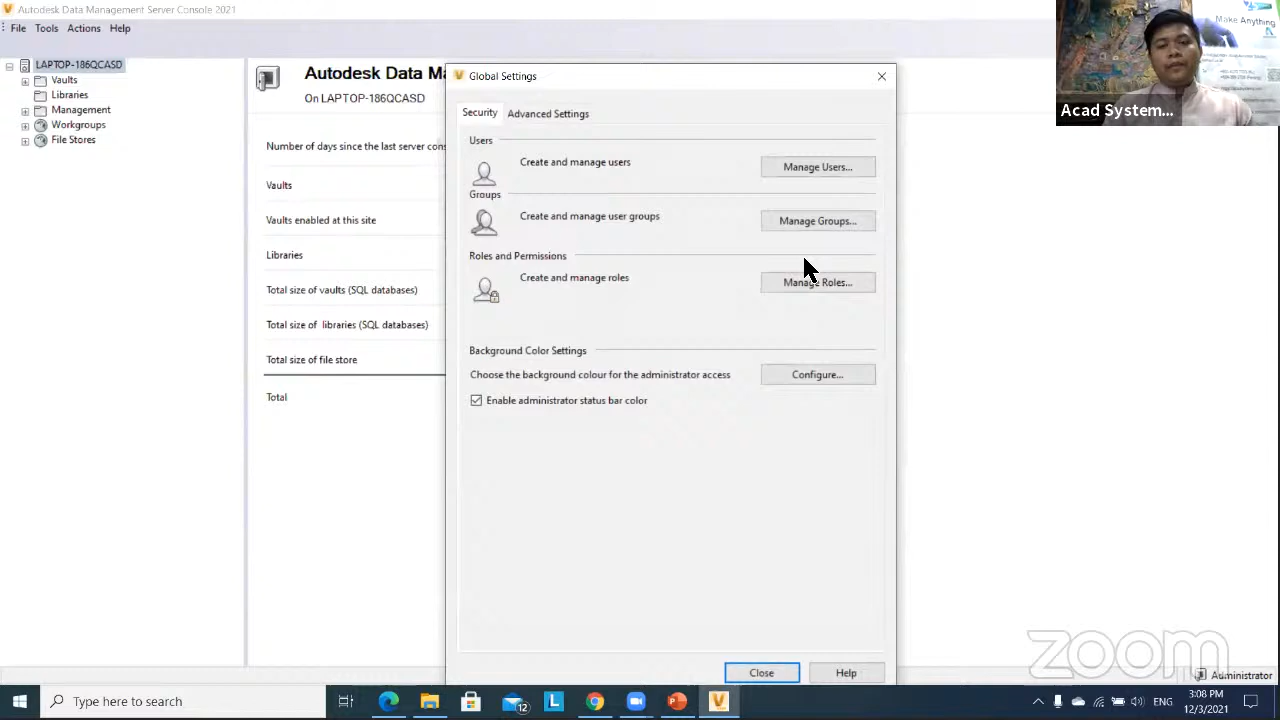 Autodesk Data Management Server Console 2021
File Tools Actions Help
LAPTOP-186QCASD
Vaults
Libraries
Management
Workgroups
File Stores
Autodesk Data Ma
On LAPTOP-186QCASD
Number of days since the last server cons
Vaults
Vaults enabled at this site
Libraries
Total size of vaults (SQL databases)
Total size of libraries (SQL databases)
Total size of file store
Total
Global Settings
Security Advanced Settings
Users
Create and manage users Manage Users...
Groups
Create and manage user groups Manage Groups...
Roles and Permissions
Create and manage roles Manage Roles...
Background Color Settings
Choose the background colour for the administrator access Configure...
Enable administrator status bar color
Close Help
Make Anything
Acad System...
zoom
Administrator
Type here to search
12
L
ENG
3:08 PM
12/3/2021